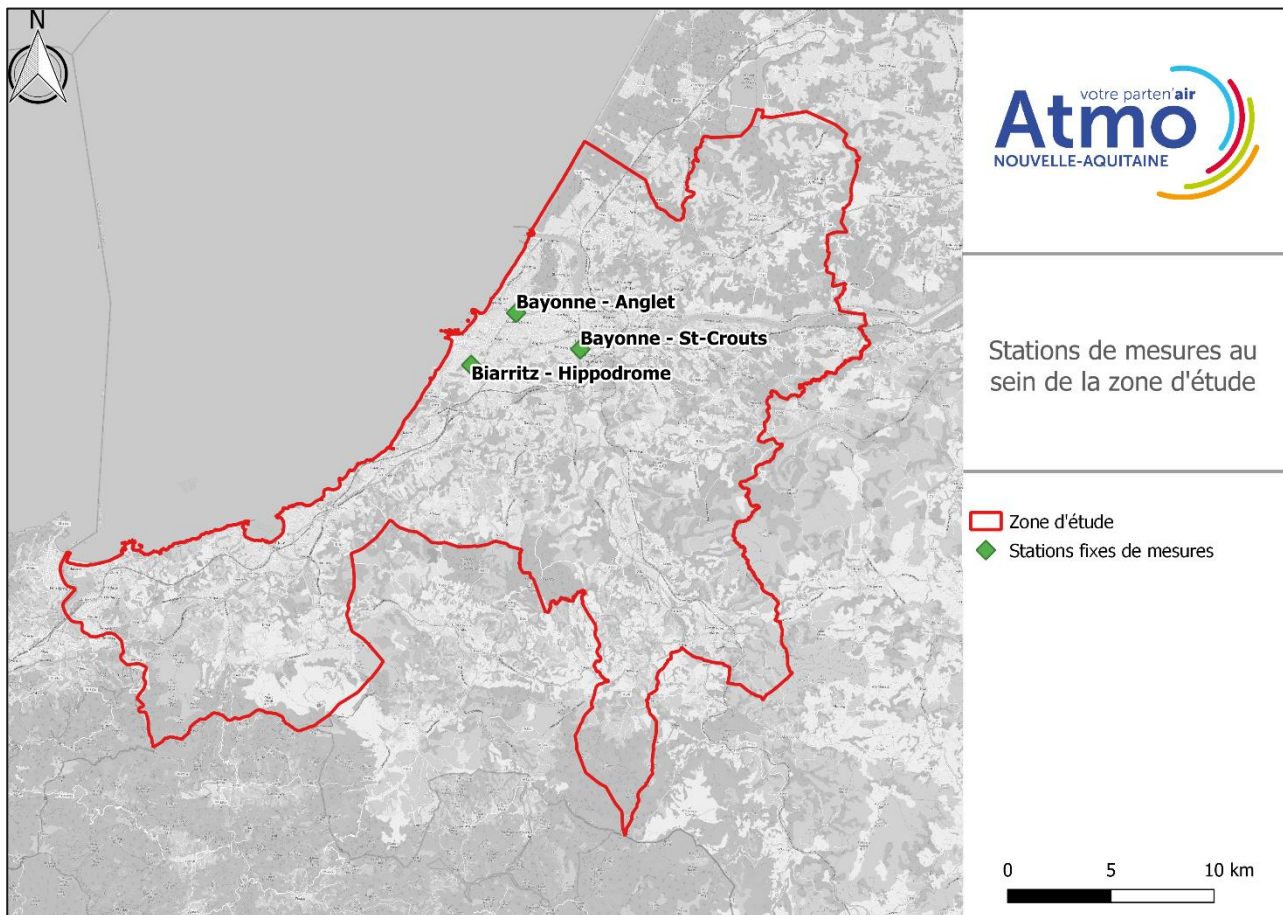 N
Bayonne - Anglet
Bayonne - St-Crouts
Biarritz - Hippodrome
votre parten'air
Atmo
NOUVELLE-AQUITAINE
Stations de mesures au
sein de la zone d'étude
Zone d'étude
Stations fixes de mesures
0 5 10 km